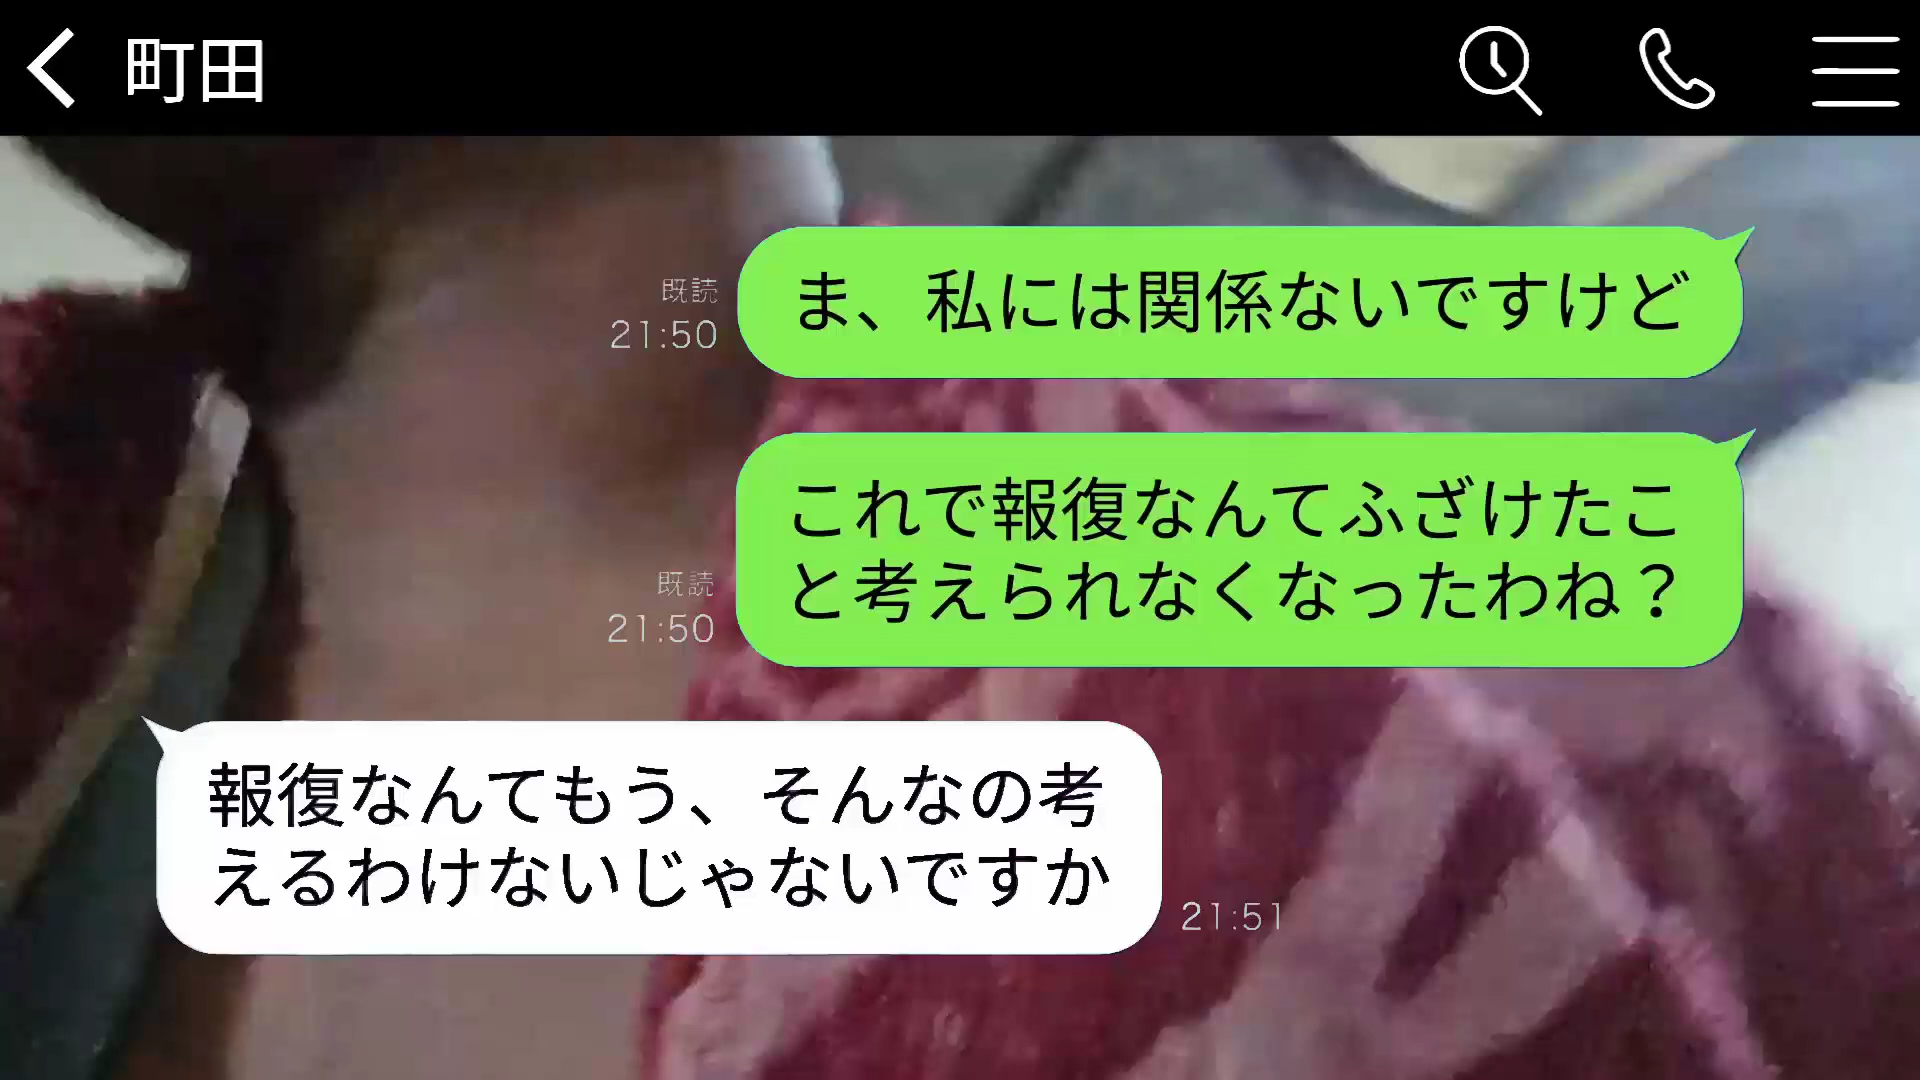 町田
ま、私には関係ないですけど
既読
21:50
これで報復なんてふざけたこ
と考えられなくなったわね？
既読
21:50
報復なんてもう、そんなの考
えるわけないじゃないですか
21:51